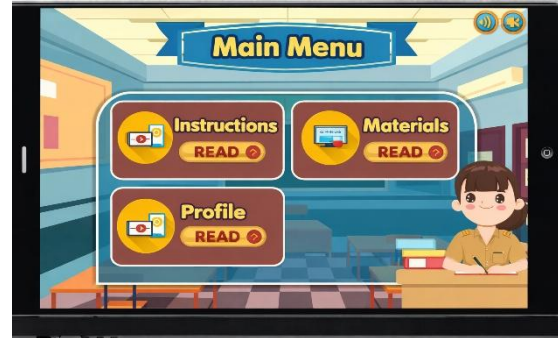 Main Menu
Instructions
READ
Materials
READ
Profile
READ